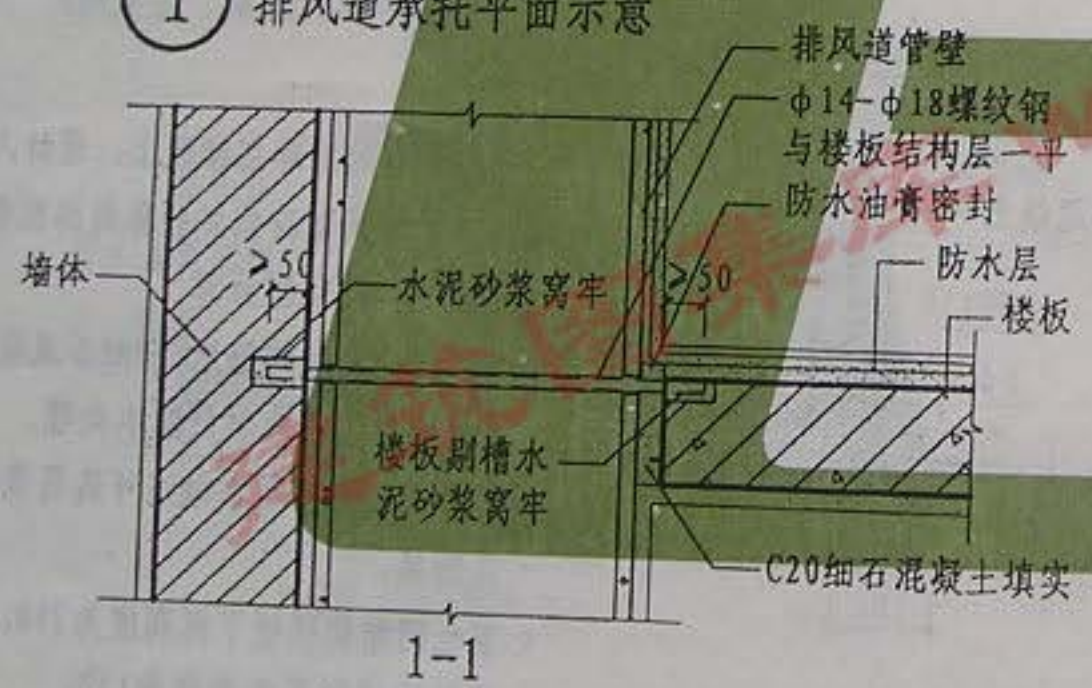 1 排风道承托平面示意
排风道管壁
ф14-ф18螺纹钢
与楼板结构层一平
防水油膏密封
防水层
楼板
墙体
≥50
水泥砂浆窝牢
≥50
楼板剔槽水
泥砂浆窝牢
C20细石混凝土填实
1-1